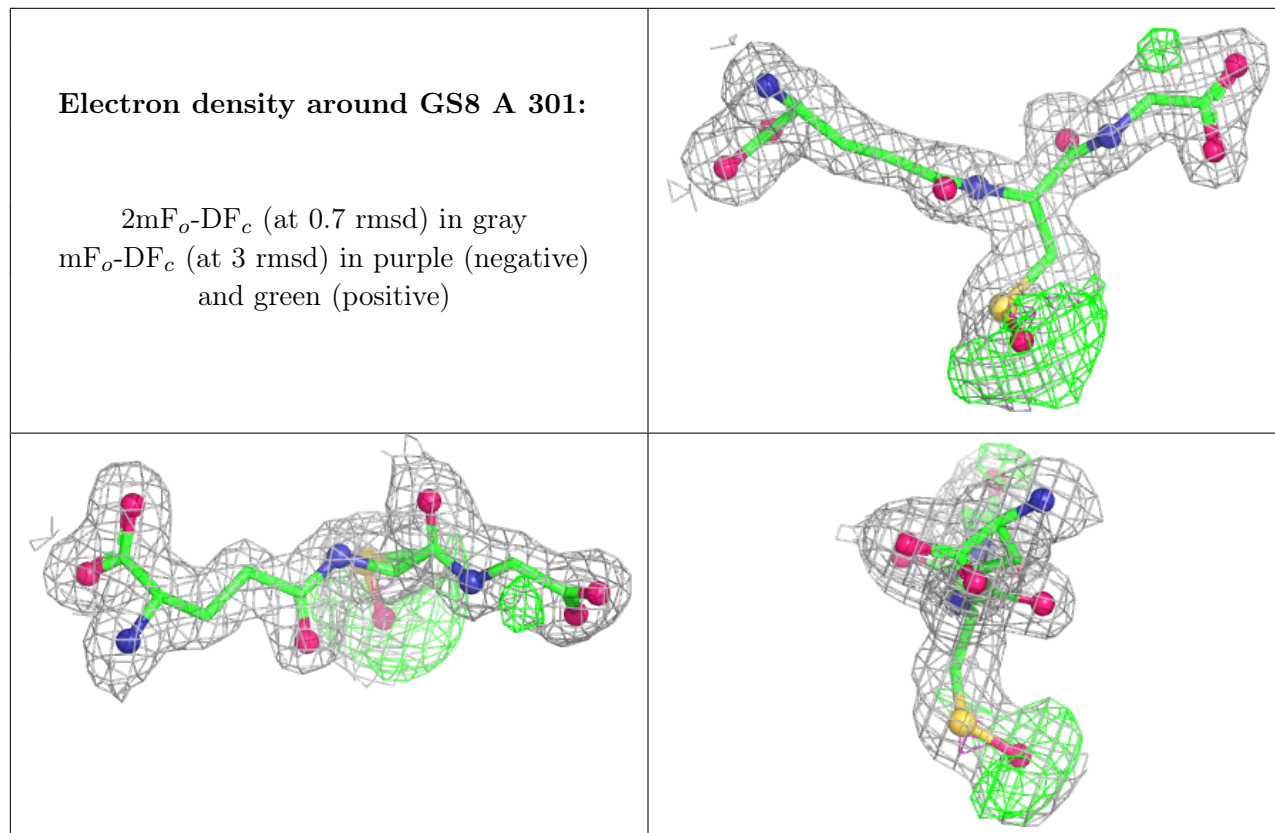 Electron density around GS8 A 301:
2mFₒ-DF𝒸 (at 0.7 rmsd) in gray
mFₒ-DF𝒸 (at 3 rmsd) in purple (negative)
and green (positive)